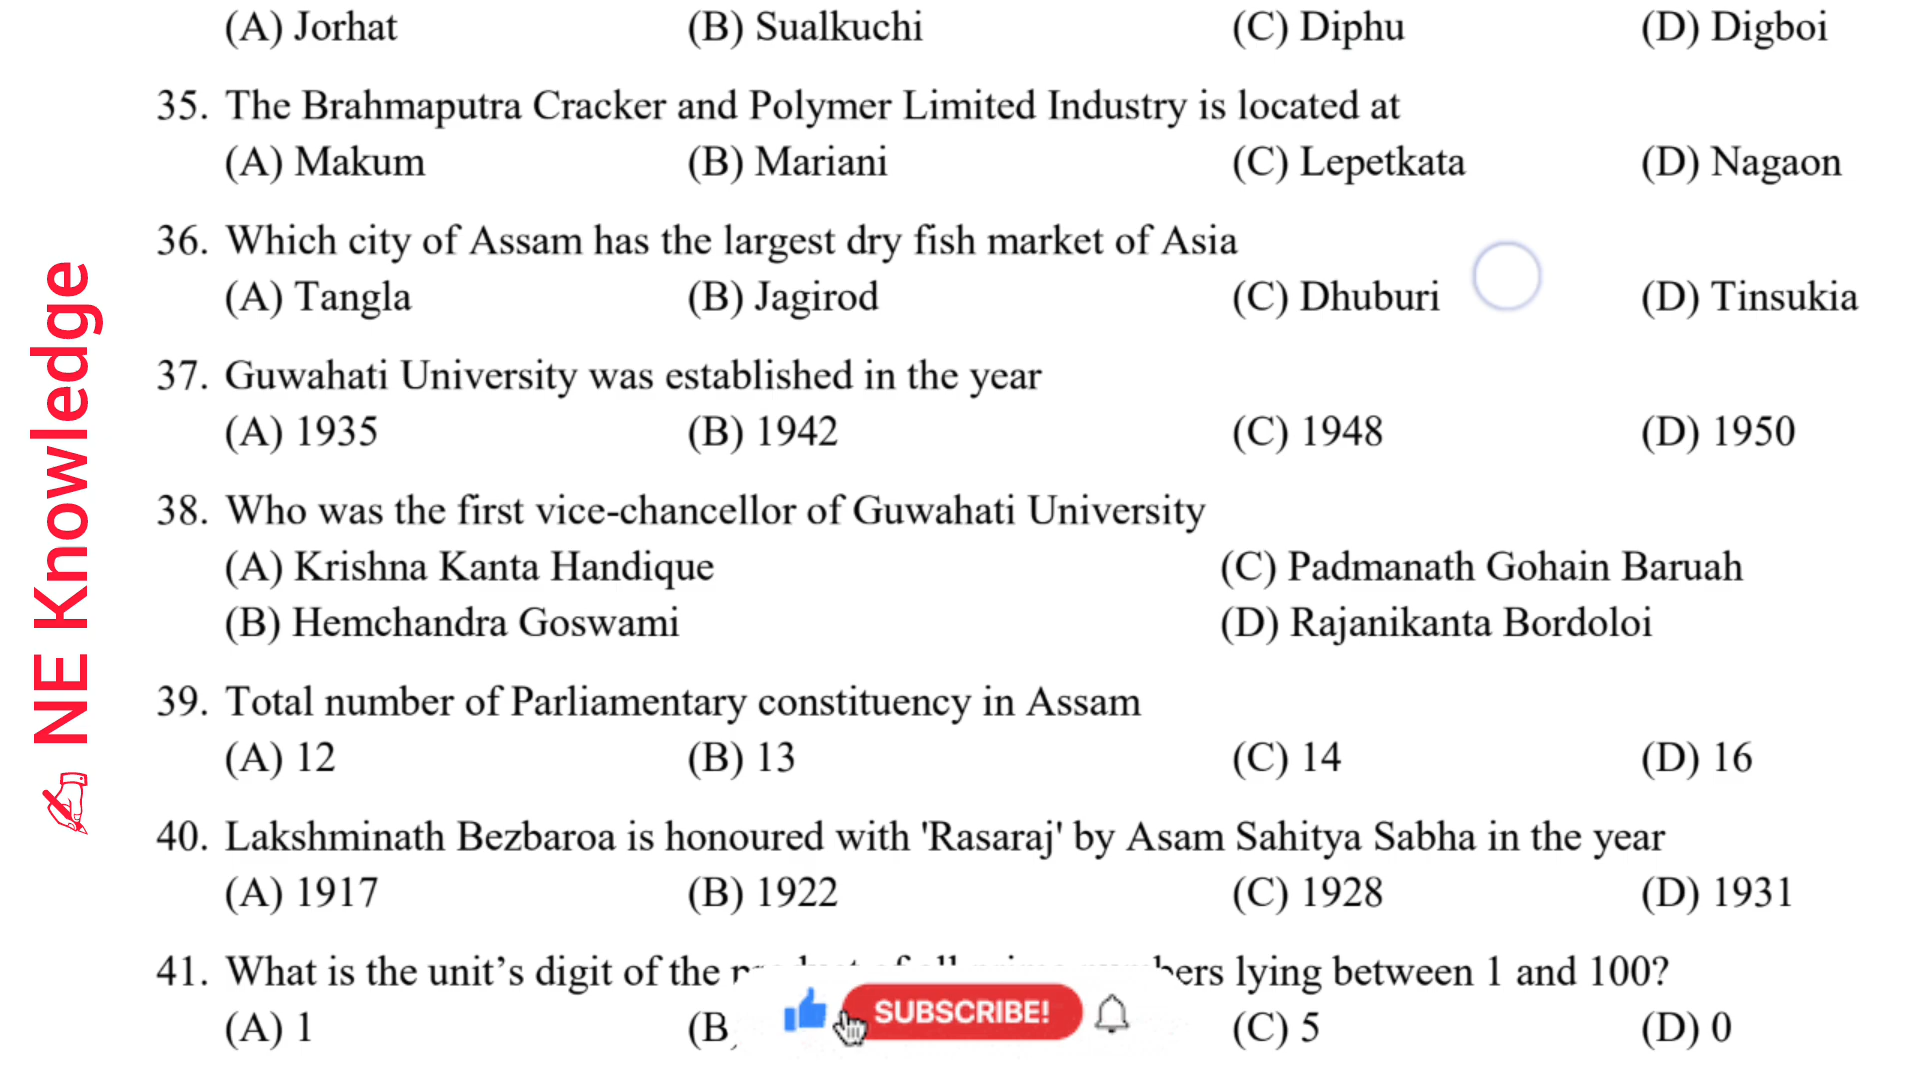 (A) Jorhat (B) Sualkuchi (C) Diphu (D) Digboi
35. The Brahmaputra Cracker and Polymer Limited Industry is located at
(A) Makum (B) Mariani (C) Lepetkata (D) Nagaon
36. Which city of Assam has the largest dry fish market of Asia
(A) Tangla (B) Jagirod (C) Dhuburi (D) Tinsukia
37. Guwahati University was established in the year
(A) 1935 (B) 1942 (C) 1948 (D) 1950
38. Who was the first vice-chancellor of Guwahati University
(A) Krishna Kanta Handique (C) Padmanath Gohain Baruah
(B) Hemchandra Goswami (D) Rajanikanta Bordoloi
39. Total number of Parliamentary constituency in Assam
(A) 12 (B) 13 (C) 14 (D) 16
40. Lakshminath Bezbaroa is honoured with 'Rasaraj' by Asam Sahitya Sabha in the year
(A) 1917 (B) 1922 (C) 1928 (D) 1931
41. What is the unit’s digit of the lying between 1 and 100?
(A) 1 (B (C) 5 (D) 0
SUBSCRIBE!
NE Knowledge